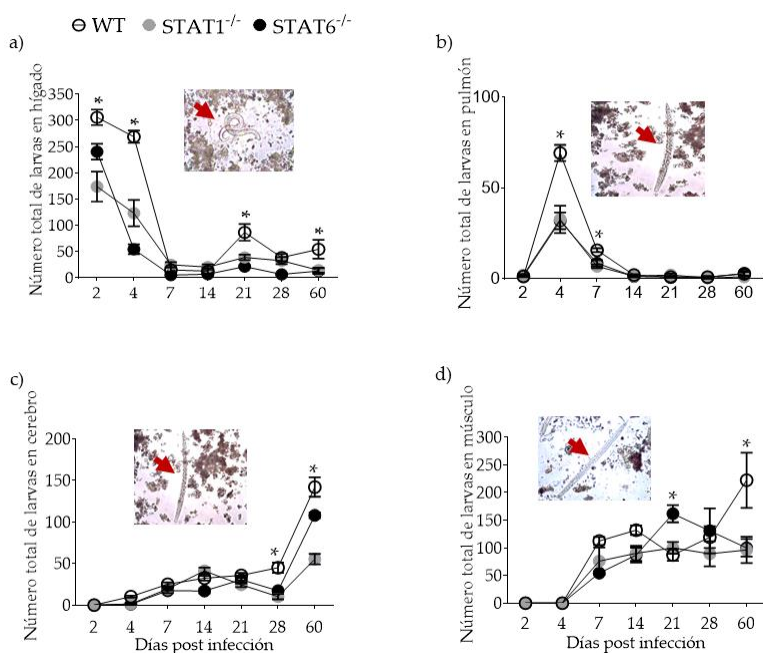 WT STAT1-/- STAT6-/-
a)
Número total de larvas en hígado
350
300
250
200
150
100
50
0
* * * *
2 4 7 14 21 28 60
b)
Número total de larvas en pulmón
100
50
0
* *
2 4 7 14 21 28 60
c)
Número total de larvas en cerebro
200
150
100
50
0
* *
2 4 7 14 21 28 60
Días post infección
d)
Número total de larvas en músculo
300
250
200
150
100
50
0
* *
2 4 7 14 21 28 60
Días post infección